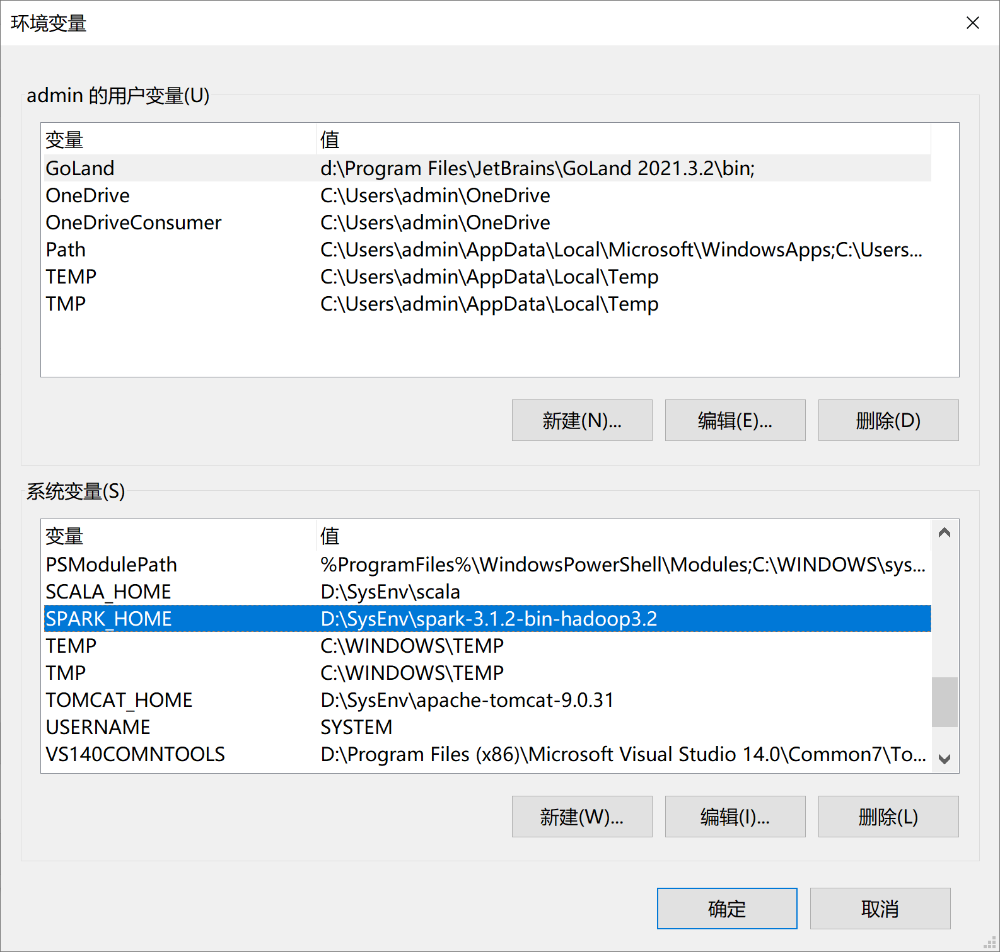 环境变量
admin 的用户变量(U)
变量 值
GoLand d:\Program Files\JetBrains\GoLand 2021.3.2\bin;
OneDrive C:\Users\admin\OneDrive
OneDriveConsumer C:\Users\admin\OneDrive
Path C:\Users\admin\AppData\Local\Microsoft\WindowsApps;C:\Users...
TEMP C:\Users\admin\AppData\Local\Temp
TMP C:\Users\admin\AppData\Local\Temp
新建(N)... 编辑(E)... 删除(D)
系统变量(S)
变量 值
PSModulePath %ProgramFiles%\WindowsPowerShell\Modules;C:\WINDOWS\sys...
SCALA_HOME D:\SysEnv\scala
SPARK_HOME D:\SysEnv\spark-3.1.2-bin-hadoop3.2
TEMP C:\WINDOWS\TEMP
TMP C:\WINDOWS\TEMP
TOMCAT_HOME D:\SysEnv\apache-tomcat-9.0.31
USERNAME SYSTEM
VS140COMNTOOLS D:\Program Files (x86)\Microsoft Visual Studio 14.0\Common7\To...
新建(W)... 编辑(I)... 删除(L)
确定 取消